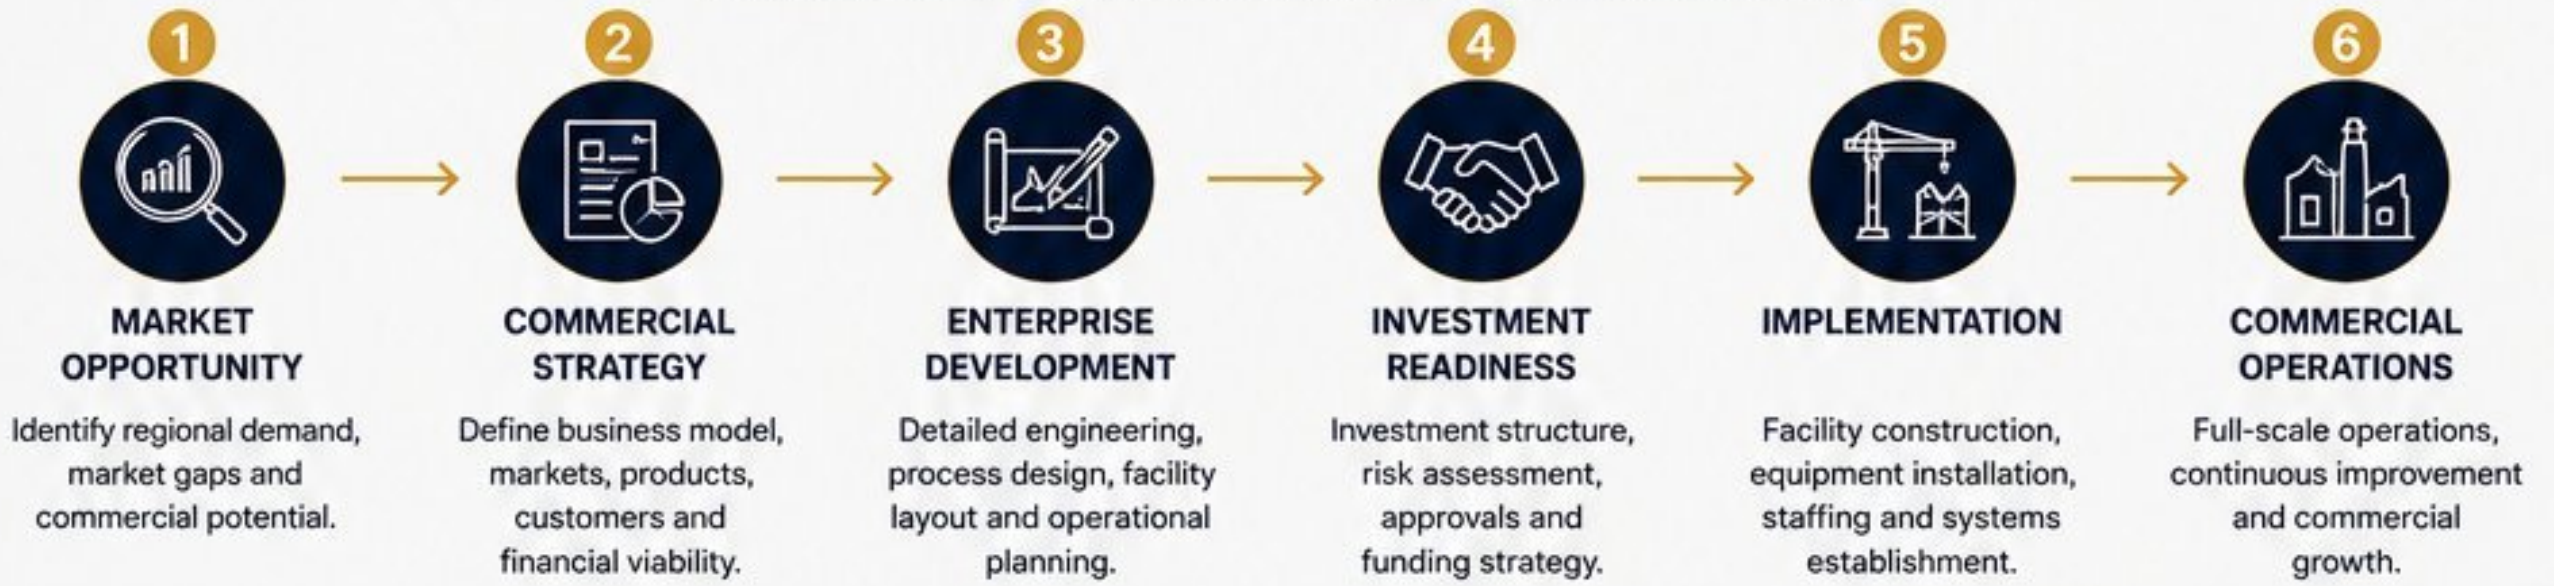 1
MARKET
OPPORTUNITY
Identify regional demand,
market gaps and
commercial potential.
2
COMMERCIAL
STRATEGY
Define business model,
markets, products,
customers and
financial viability.
3
ENTERPRISE
DEVELOPMENT
Detailed engineering,
process design, facility
layout and operational
planning.
4
INVESTMENT
READINESS
Investment structure,
risk assessment,
approvals and
funding strategy.
5
IMPLEMENTATION
Facility construction,
equipment installation,
staffing and systems
establishment.
6
COMMERCIAL
OPERATIONS
Full-scale operations,
continuous improvement
and commercial
growth.